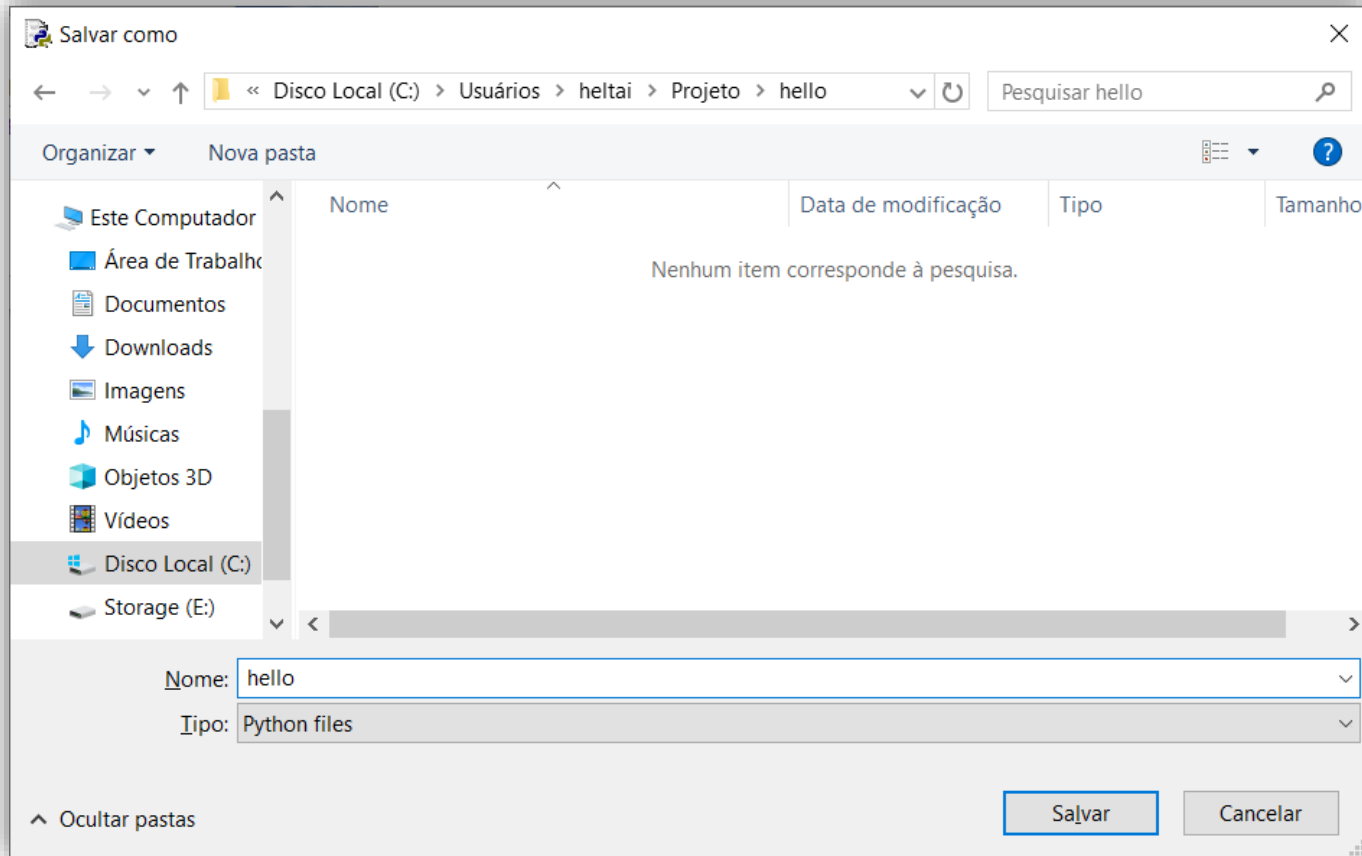 Salvar como
« Disco Local (C:) > Usuários > heltai > Projeto > hello
Pesquisar hello
Organizar
Nova pasta
?
Este Computador
Área de Trabalho
Documentos
Downloads
Imagens
Músicas
Objetos 3D
Vídeos
Disco Local (C:)
Storage (E:)
Nome
Data de modificação
Tipo
Tamanho
Nenhum item corresponde à pesquisa.
Nome: hello
Tipo: Python files
Ocultar pastas
Salvar
Cancelar